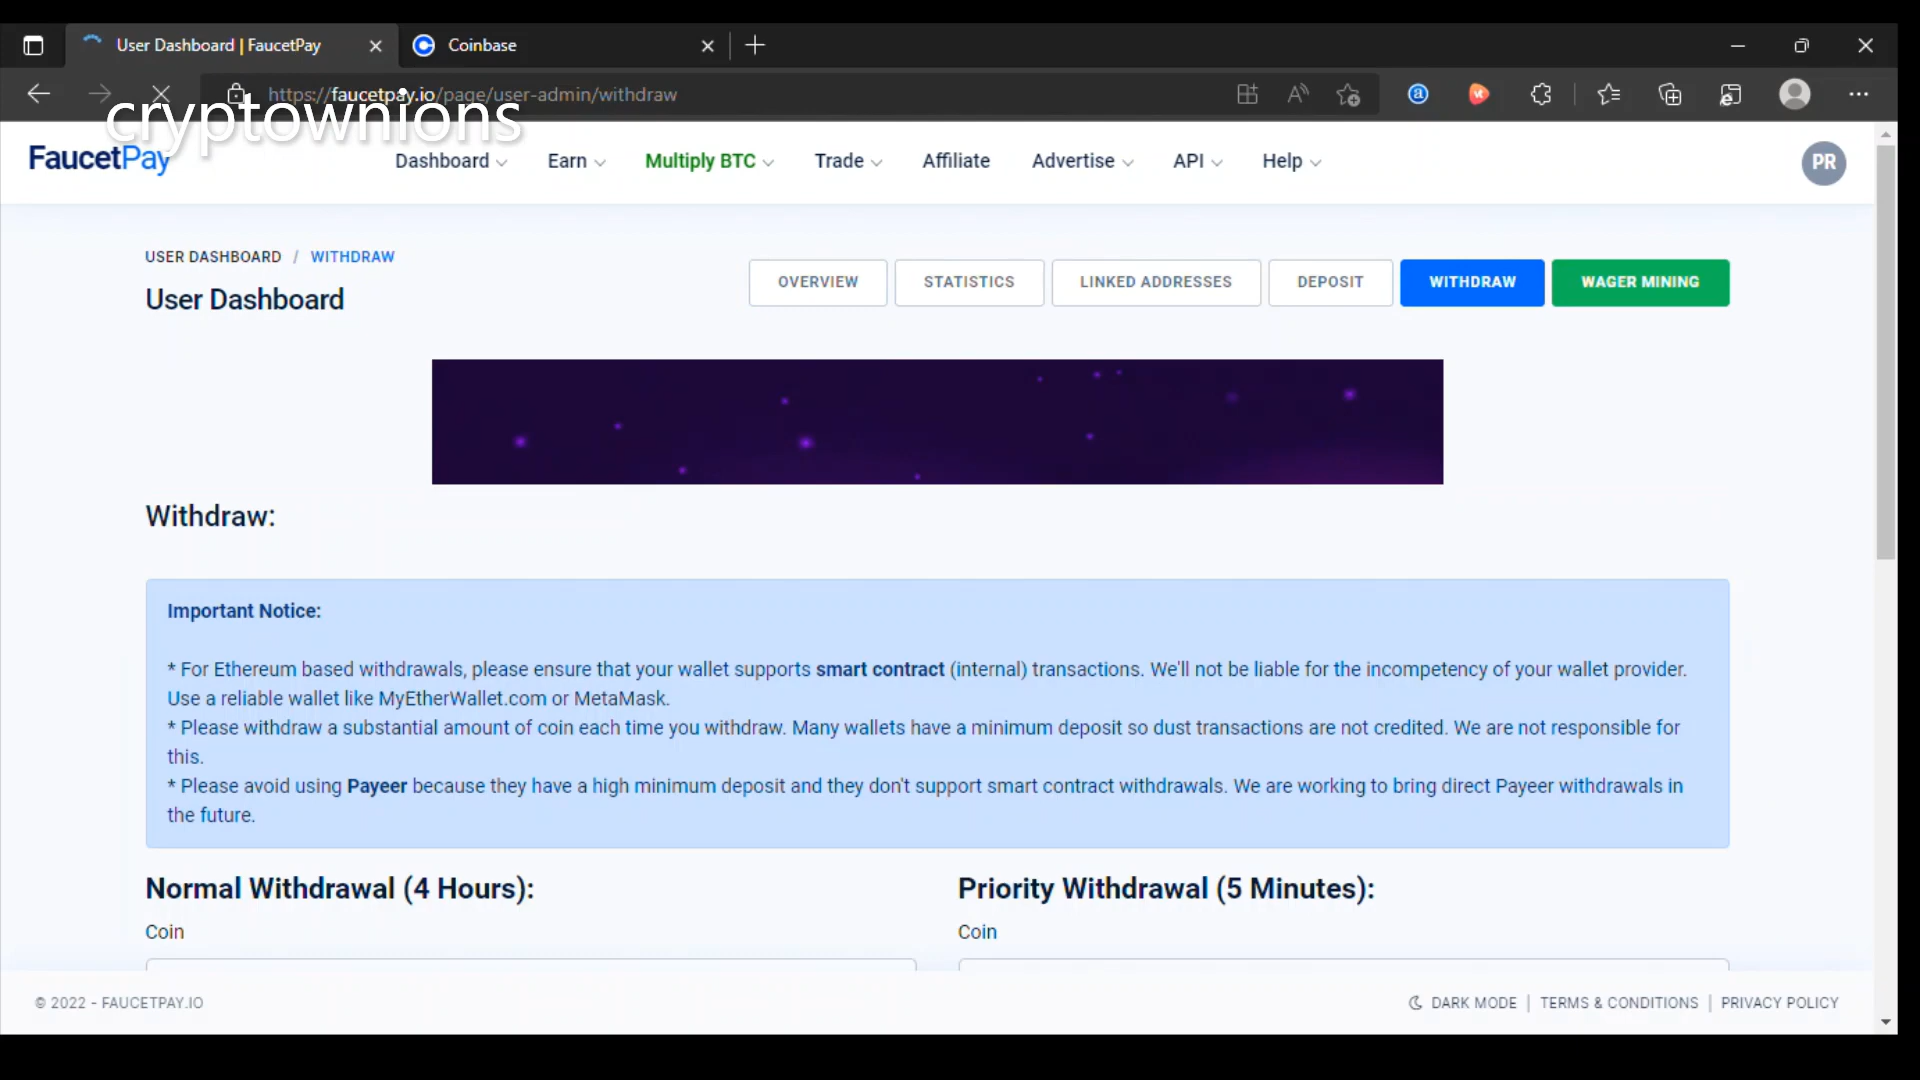 User Dashboard | FaucetPay
Coinbase
https://faucetpay.io/page/user-admin/withdraw
cryptownions
FaucetPay
Dashboard
Earn
Multiply BTC
Trade
Affiliate
Advertise
API
Help
PR
USER DASHBOARD / WITHDRAW
User Dashboard
OVERVIEW
STATISTICS
LINKED ADDRESSES
DEPOSIT
WITHDRAW
WAGER MINING
Withdraw:
Important Notice:
* For Ethereum based withdrawals, please ensure that your wallet supports smart contract (internal) transactions. We'll not be liable for the incompetency of your wallet provider.
Use a reliable wallet like MyEtherWallet.com or MetaMask.
* Please withdraw a substantial amount of coin each time you withdraw. Many wallets have a minimum deposit so dust transactions are not credited. We are not responsible for
this.
* Please avoid using Payeer because they have a high minimum deposit and they don't support smart contract withdrawals. We are working to bring direct Payeer withdrawals in
the future.
Normal Withdrawal (4 Hours):
Coin
Priority Withdrawal (5 Minutes):
Coin
© 2022 - FAUCETPAY.IO
DARK MODE | TERMS & CONDITIONS | PRIVACY POLICY